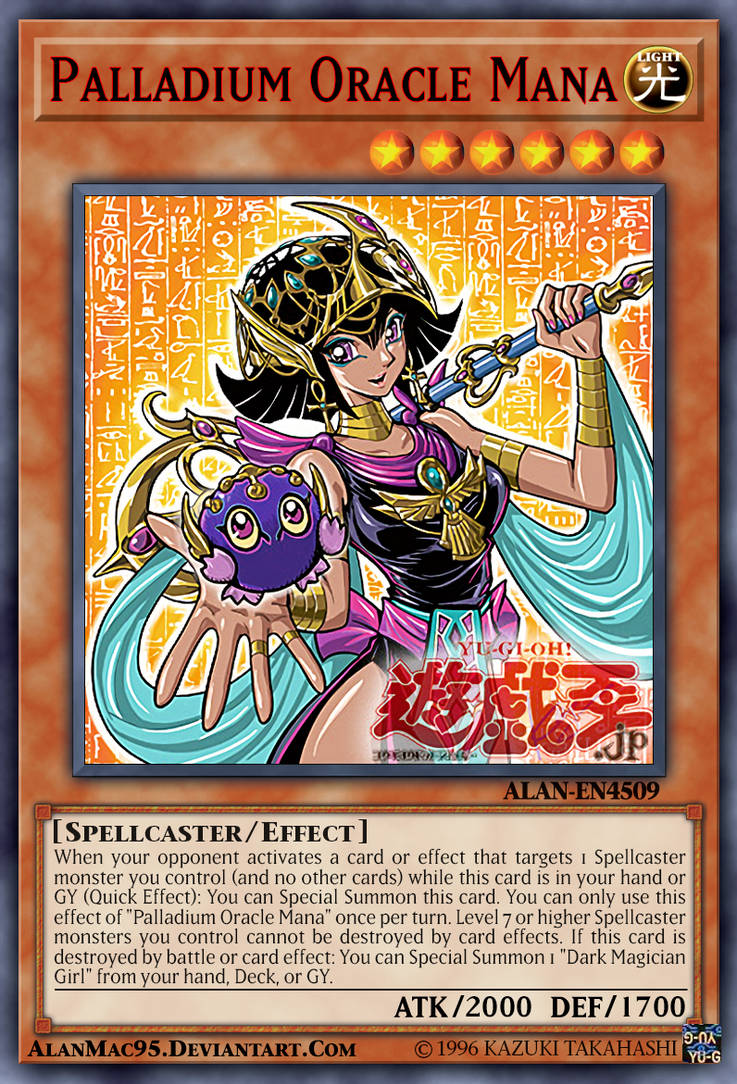 PALLADIUM ORACLE MANA
LIGHT
光
YU-GI-OH!
遊戯王
.jp
ALAN-EN4509
[SPELLCASTER/EFFECT]
When your opponent activates a card or effect that targets 1 Spellcaster
monster you control (and no other cards) while this card is in your hand or
GY (Quick Effect): You can Special Summon this card. You can only use this
effect of "Palladium Oracle Mana" once per turn. Level 7 or higher Spellcaster
monsters you control cannot be destroyed by card effects. If this card is
destroyed by battle or card effect: You can Special Summon 1 "Dark Magician
Girl" from your hand, Deck, or GY.
ATK/2000 DEF/1700
ALANMAC95.DEVIANTART.COM
© 1996 KAZUKI TAKAHASHI